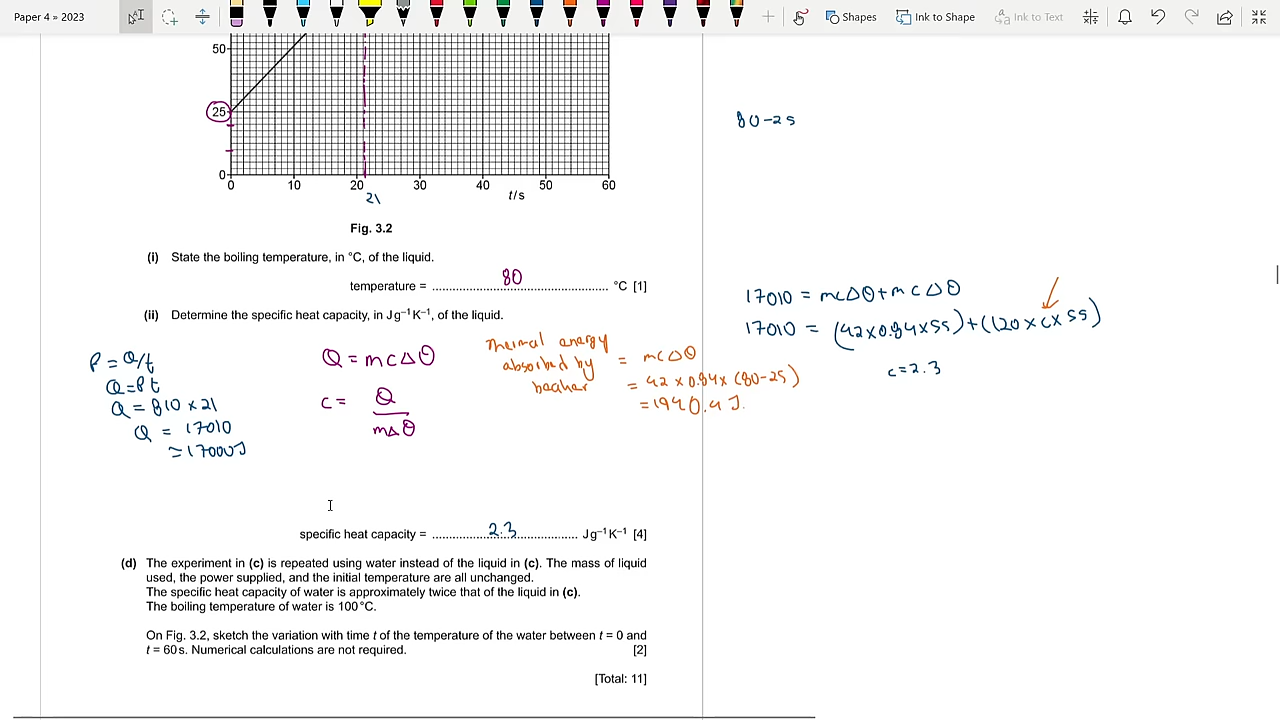 Paper 4 » 2023
Shapes
Ink to Shape
Ink to Text
50
25
0
0 10 20 30 40 50 60
21
t/s
80-25
Fig. 3.2
(i) State the boiling temperature, in °C, of the liquid.
temperature = 80 °C [1]
(ii) Determine the specific heat capacity, in J g⁻¹ K⁻¹, of the liquid.
P = Q/t
Q = Pt
Q = 810 × 21
Q = 17010
= 17000J
Q = mcΔθ
c = Q
mΔθ
Thermal energy
absorbed by
beaker
= mcΔθ
= 42 × 0.84 × (80-25)
= 1940.4 J.
17010 = mcΔθ + mcΔθ
17010 = (42×0.84×55)+(120×c×55)
c=2.3
specific heat capacity = 2.3 J g⁻¹ K⁻¹ [4]
(d) The experiment in (c) is repeated using water instead of the liquid in (c). The mass of liquid
used, the power supplied, and the initial temperature are all unchanged.
The specific heat capacity of water is approximately twice that of the liquid in (c).
The boiling temperature of water is 100 °C.
On Fig. 3.2, sketch the variation with time t of the temperature of the water between t = 0 and
t = 60 s. Numerical calculations are not required. [2]
[Total: 11]